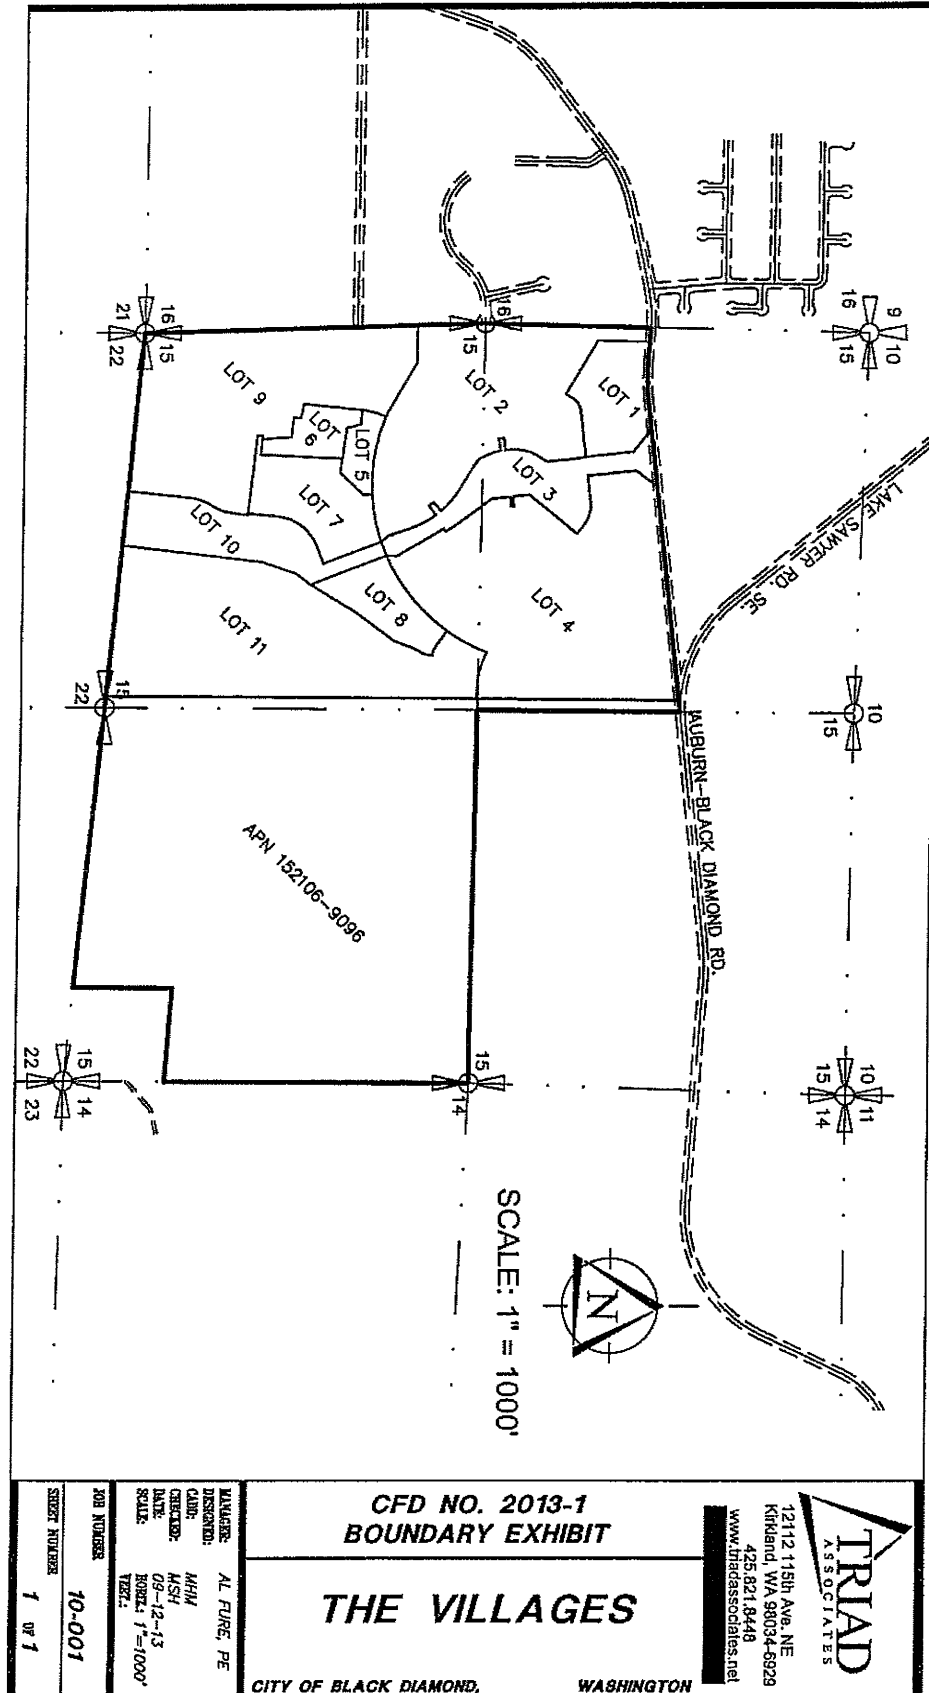 9
10
16
15
16
15
16
15
21
22
LOT 1
LOT 2
LOT 3
LOT 4
LOT 5
LOT 6
LOT 7
LOT 8
LOT 9
LOT 10
LOT 11
LAKE SAWYER RD. SE.
AUBURN-BLACK DIAMOND RD.
10
15
15
22
APN 152106-9096
10
11
15
14
15
14
15
14
22
23
N
SCALE: 1" = 1000'
TRIAD
ASSOCIATES
12112 115th Ave. NE
Kirkland, WA 98034-6929
425.821.8448
www.triadassociates.net
CFD NO. 2013-1
BOUNDARY EXHIBIT
THE VILLAGES
CITY OF BLACK DIAMOND, WASHINGTON
MANAGER: AL FURE, PE
DESIGNED:
CADD: MHM
CHECKED: MSH
DATE: 09-12-13
SCALE: HORIZ.: 1"=1000'
VERT.:
JOB NUMBER
10-001
SHEET NUMBER
1 OF 1